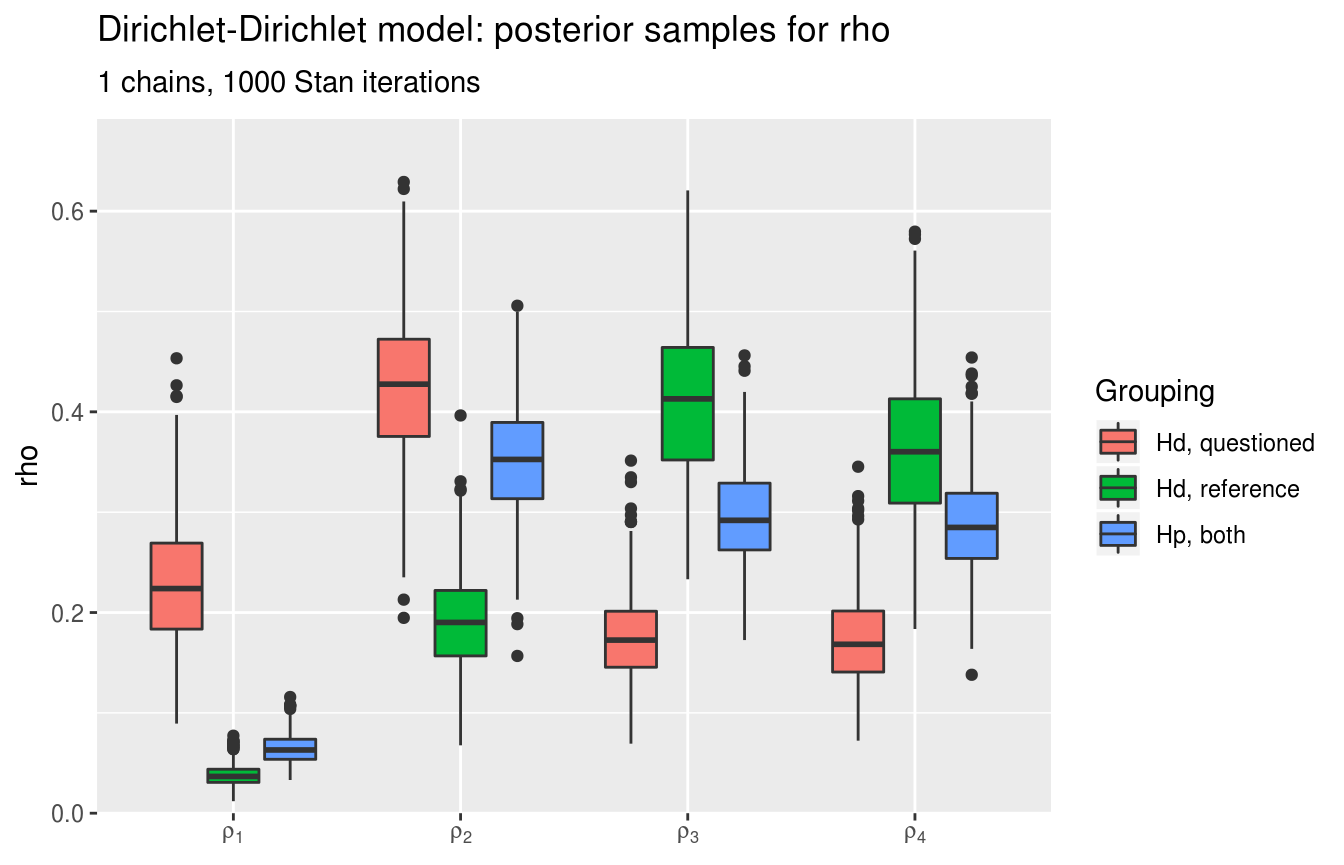 Dirichlet-Dirichlet model: posterior samples for rho
1 chains, 1000 Stan iterations
rho
0.6
0.4
0.2
0.0
ρ1
ρ2
ρ3
ρ4
Grouping
Hd, questioned
Hd, reference
Hp, both